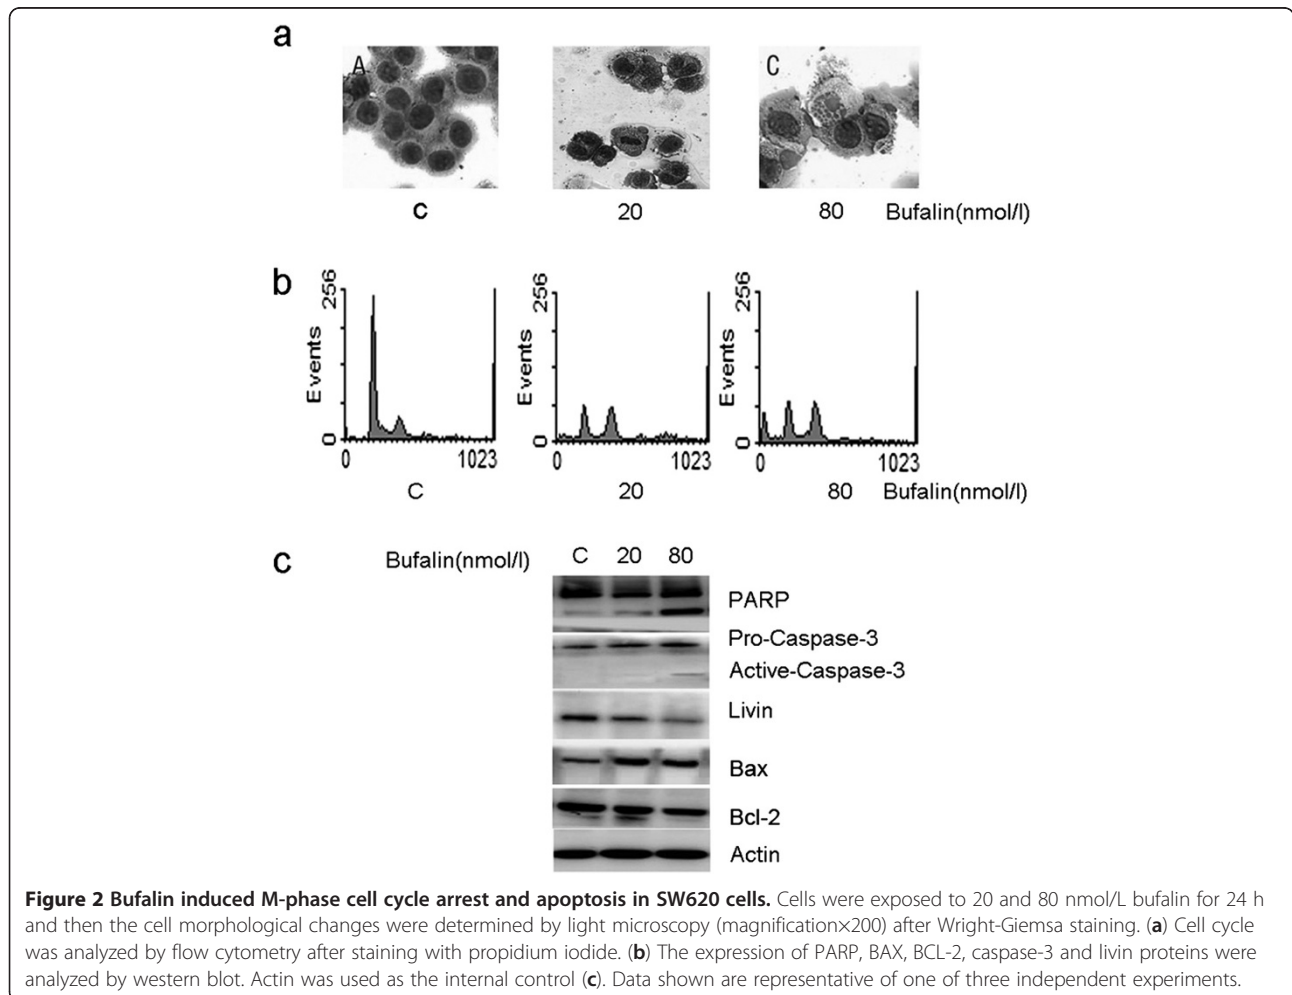 a
A
C
c
20
80
Bufalin(nmol/l)
b
256
Events
0
0
1023
C
256
Events
0
0
1023
20
256
Events
0
0
1023
80
Bufalin(nmol/l)
c
Bufalin(nmol/l)
C 20 80
PARP
Pro-Caspase-3
Active-Caspase-3
Livin
Bax
Bcl-2
Actin
Figure 2 Bufalin induced M-phase cell cycle arrest and apoptosis in SW620 cells. Cells were exposed to 20 and 80 nmol/L bufalin for 24 h
and then the cell morphological changes were determined by light microscopy (magnification×200) after Wright-Giemsa staining. (a) Cell cycle
was analyzed by flow cytometry after staining with propidium iodide. (b) The expression of PARP, BAX, BCL-2, caspase-3 and livin proteins were
analyzed by western blot. Actin was used as the internal control (c). Data shown are representative of one of three independent experiments.